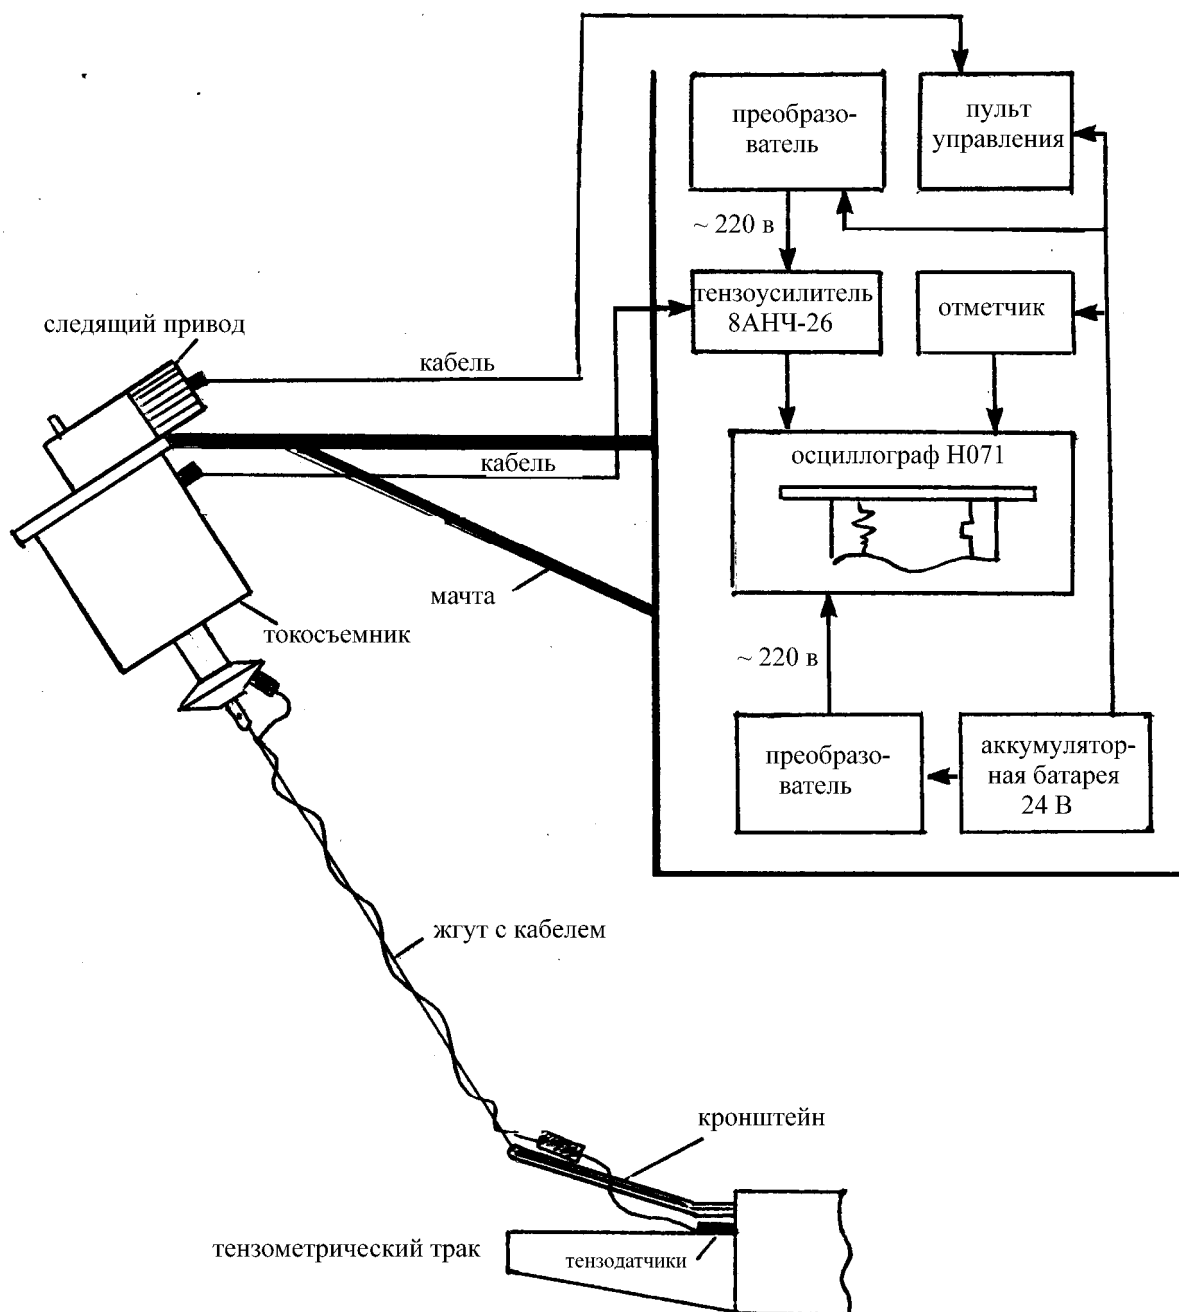 преобразо-
ватель
пульт
управления
~ 220 в
тензоусилитель
8АНЧ-26
отметчик
следящий привод
кабель
осциллограф Н071
кабель
мачта
токосъемник
~ 220 в
преобразо-
ватель
аккумулятор-
ная батарея
24 В
жгут с кабелем
кронштейн
тензометрический трак
тензодатчики